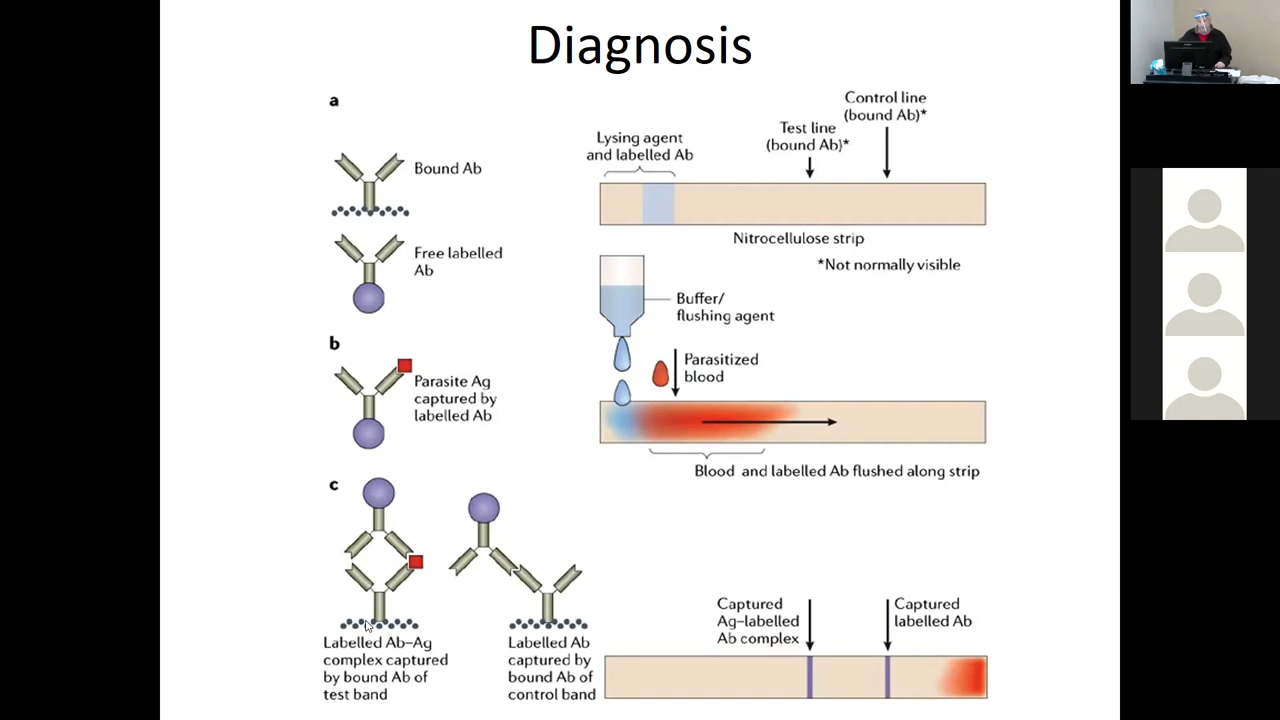 Diagnosis
a
Bound Ab
Free labelled
Ab
Lysing agent
and labelled Ab
Test line
(bound Ab)*
Control line
(bound Ab)*
Nitrocellulose strip
*Not normally visible
Buffer/
flushing agent
b
Parasite Ag
captured by
labelled Ab
Parasitized
blood
Blood and labelled Ab flushed along strip
c
Labelled Ab–Ag
complex captured
by bound Ab of
test band
Labelled Ab
captured by
bound Ab of
control band
Captured
Ag–labelled
Ab complex
Captured
labelled Ab